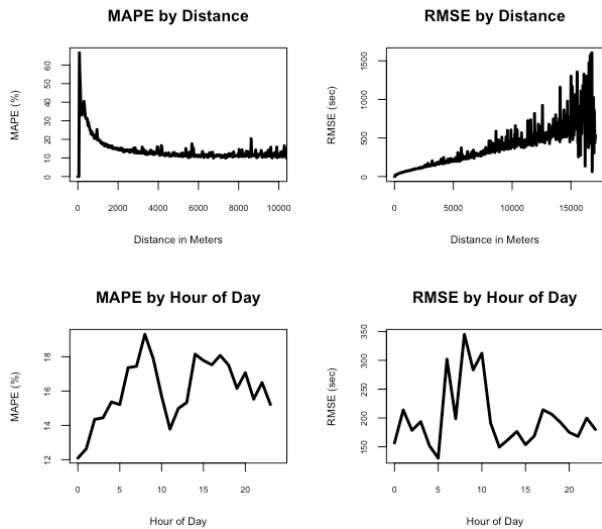 MAPE by Distance
MAPE (%)
60
50
40
30
20
10
0
0 2000 4000 6000 8000 10000
Distance in Meters
RMSE by Distance
RMSE (sec)
1500
1000
500
0
0 5000 10000 15000
Distance in Meters
MAPE by Hour of Day
MAPE (%)
18
16
14
12
0 5 10 15 20
Hour of Day
RMSE by Hour of Day
RMSE (sec)
350
300
250
200
150
0 5 10 15 20
Hour of Day